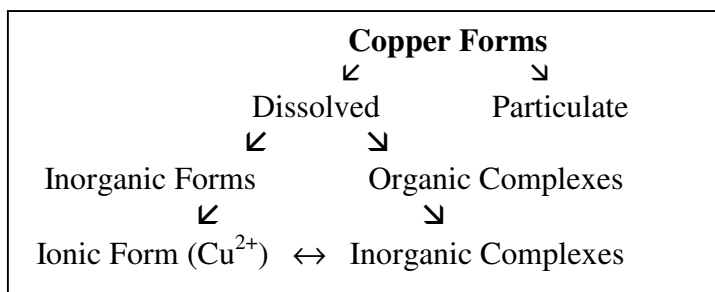 Copper Forms
↙ ↘
Dissolved Particulate
↙ ↘
Inorganic Forms Organic Complexes
↙ ↘
Ionic Form (Cu²⁺) ↔ Inorganic Complexes